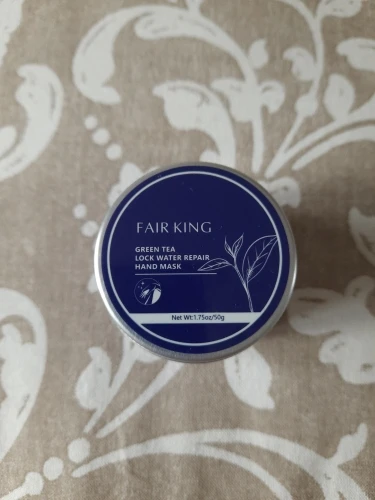 FAIR KING
GREEN TEA
LOCK WATER REPAIR
HAND MASK
Net Wt:1.75oz/50g